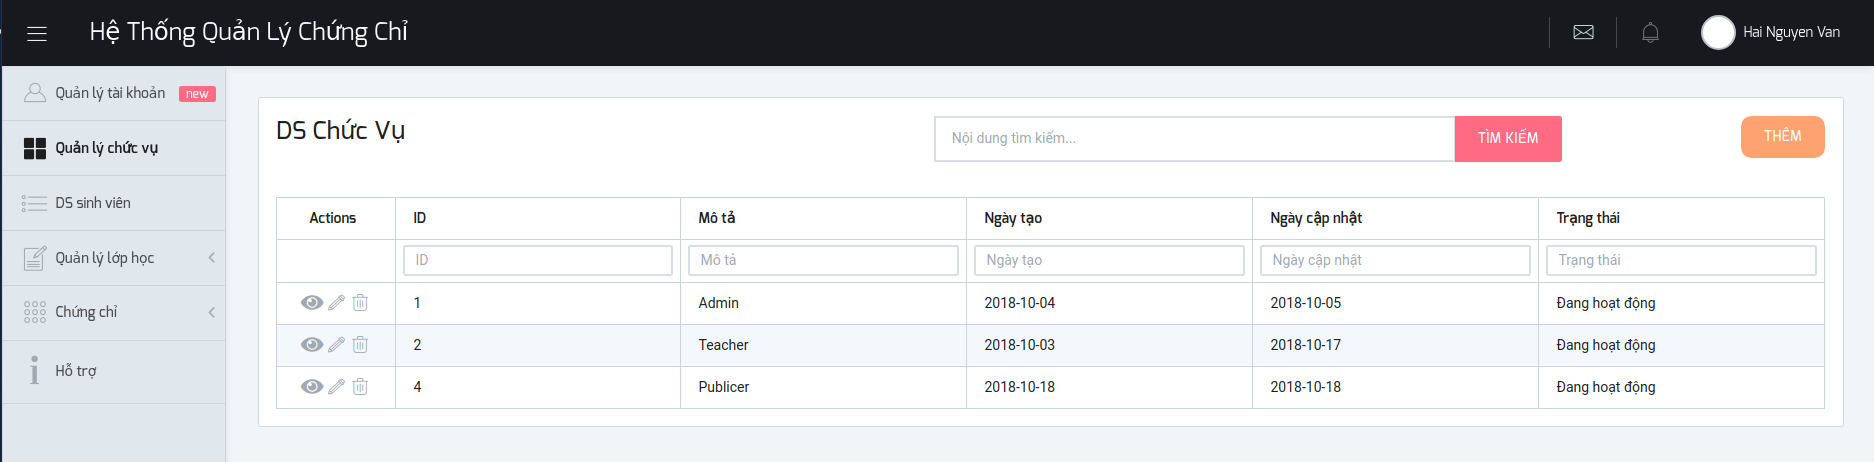 Hệ Thống Quản Lý Chứng Chỉ
Hai Nguyen Van
Quản lý tài khoản new
Quản lý chức vụ
DS sinh viên
Quản lý lớp học
Chứng chỉ
Hỗ trợ
DS Chức Vụ
Nội dung tìm kiếm...
TÌM KIẾM
THÊM
Actions ID Mô tả Ngày tạo Ngày cập nhật Trạng thái
ID Mô tả Ngày tạo Ngày cập nhật Trạng thái
1 Admin 2018-10-04 2018-10-05 Đang hoạt động
2 Teacher 2018-10-03 2018-10-17 Đang hoạt động
4 Publicer 2018-10-18 2018-10-18 Đang hoạt động